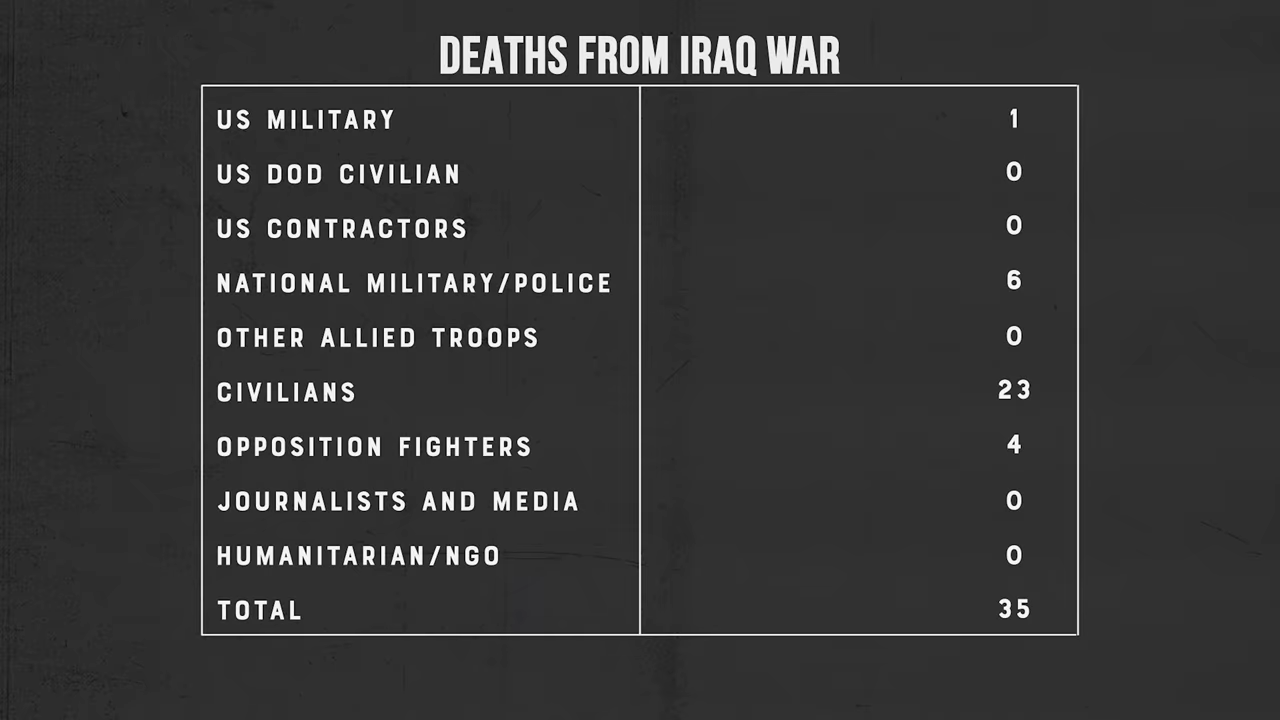 DEATHS FROM IRAQ WAR
US MILITARY 1
US DOD CIVILIAN 0
US CONTRACTORS 0
NATIONAL MILITARY/POLICE 6
OTHER ALLIED TROOPS 0
CIVILIANS 23
OPPOSITION FIGHTERS 4
JOURNALISTS AND MEDIA 0
HUMANITARIAN/NGO 0
TOTAL 35